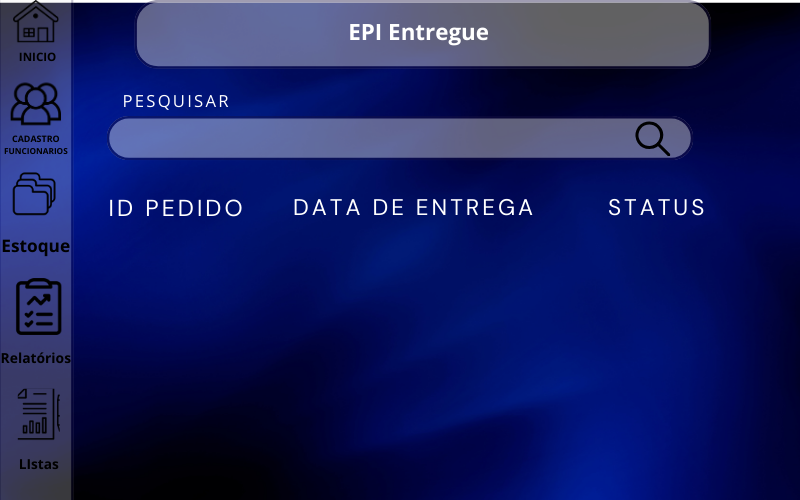 EPI Entregue
INICIO
PESQUISAR
CADASTRO
FUNCIONARIOS
ID PEDIDO
DATA DE ENTREGA
STATUS
Estoque
Relatórios
LIstas